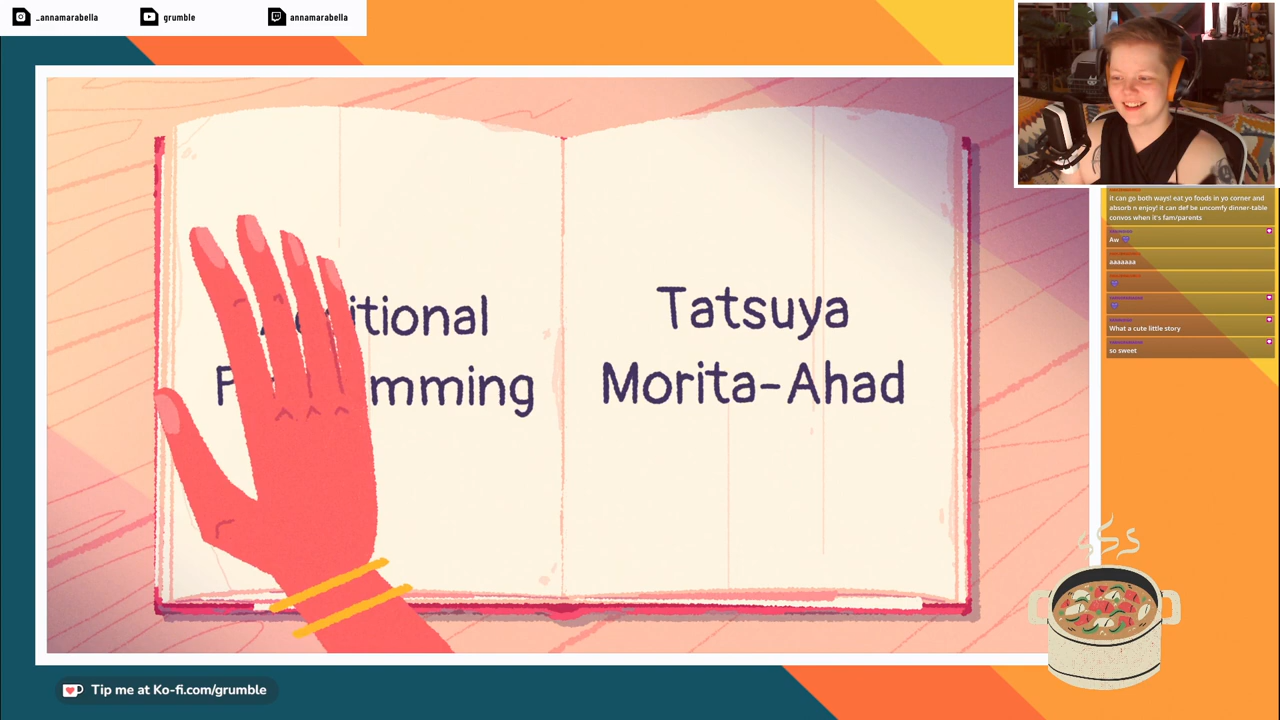 _annamarabella
grumble
annamarabella
itional
mming
Tatsuya
Morita-Ahad
it can go both ways! eat yo foods in yo corner and
absorb n enjoy! it can def be uncomfy dinner-table
convos when it's fam/parents
Aw
aaaaaaa
What a cute little story
so sweet
Tip me at Ko-fi.com/grumble